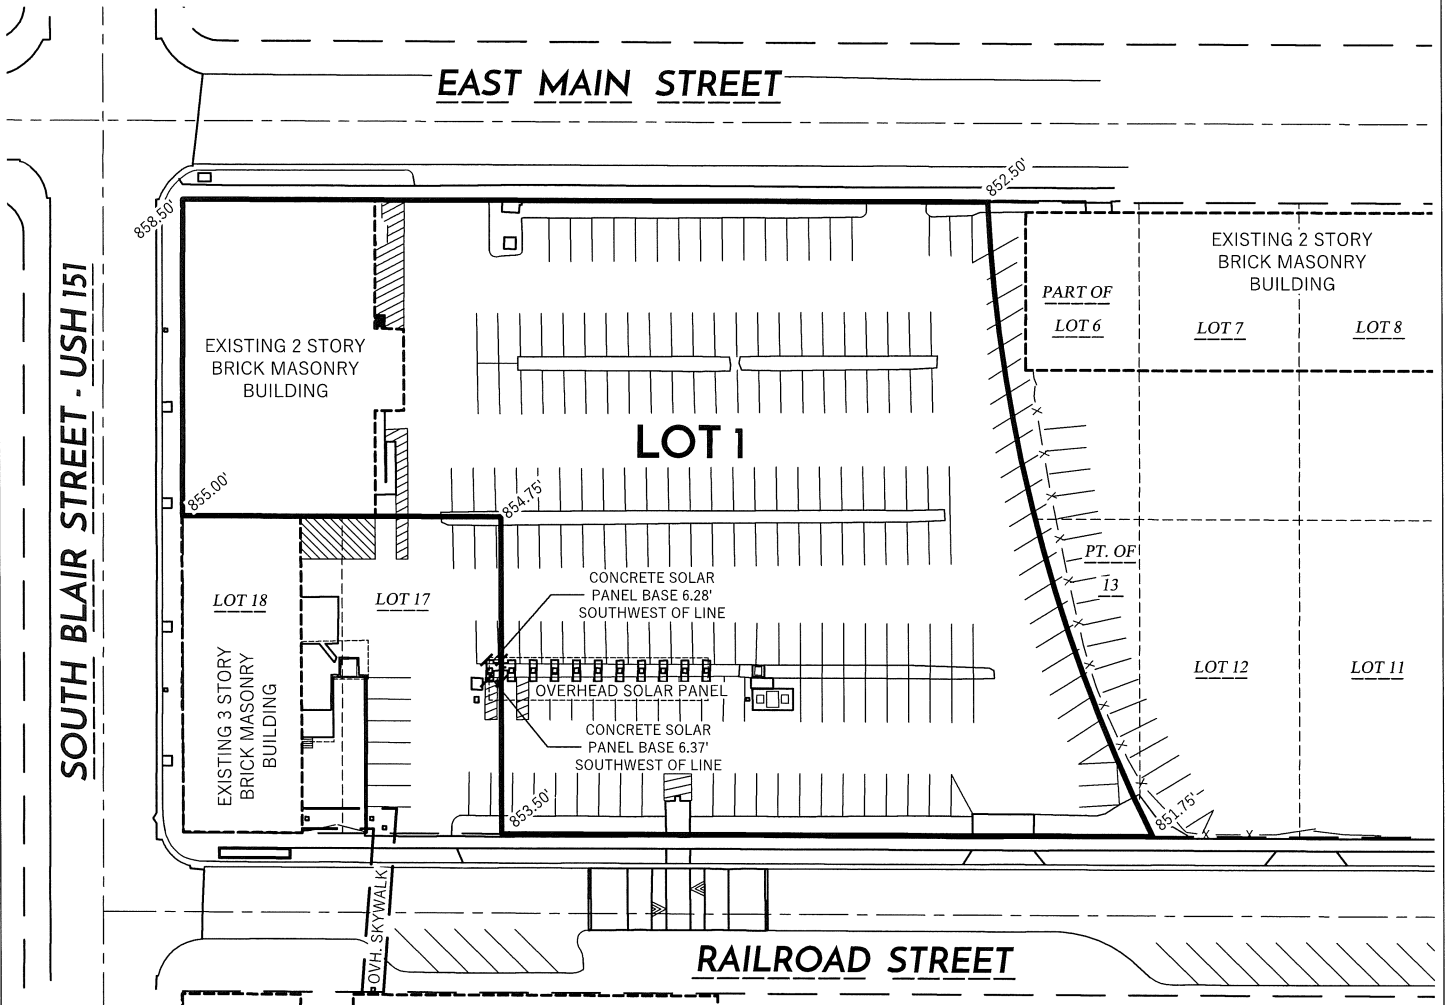 EAST MAIN STREET
852.50'
858.50'
EXISTING 2 STORY
BRICK MASONRY
BUILDING
PART OF
LOT 6
LOT 7
LOT 8
SOUTH BLAIR STREET - USH 151
EXISTING 2 STORY
BRICK MASONRY
BUILDING
LOT 1
855.00'
854.75'
PT. OF
13
CONCRETE SOLAR
PANEL BASE 6.28'
SOUTHWEST OF LINE
LOT 18
LOT 17
EXISTING 3 STORY
BRICK MASONRY
BUILDING
OVERHEAD SOLAR PANEL
LOT 12
LOT 11
CONCRETE SOLAR
PANEL BASE 6.37'
SOUTHWEST OF LINE
853.50'
851.75'
OVH. SKYWALK
RAILROAD STREET